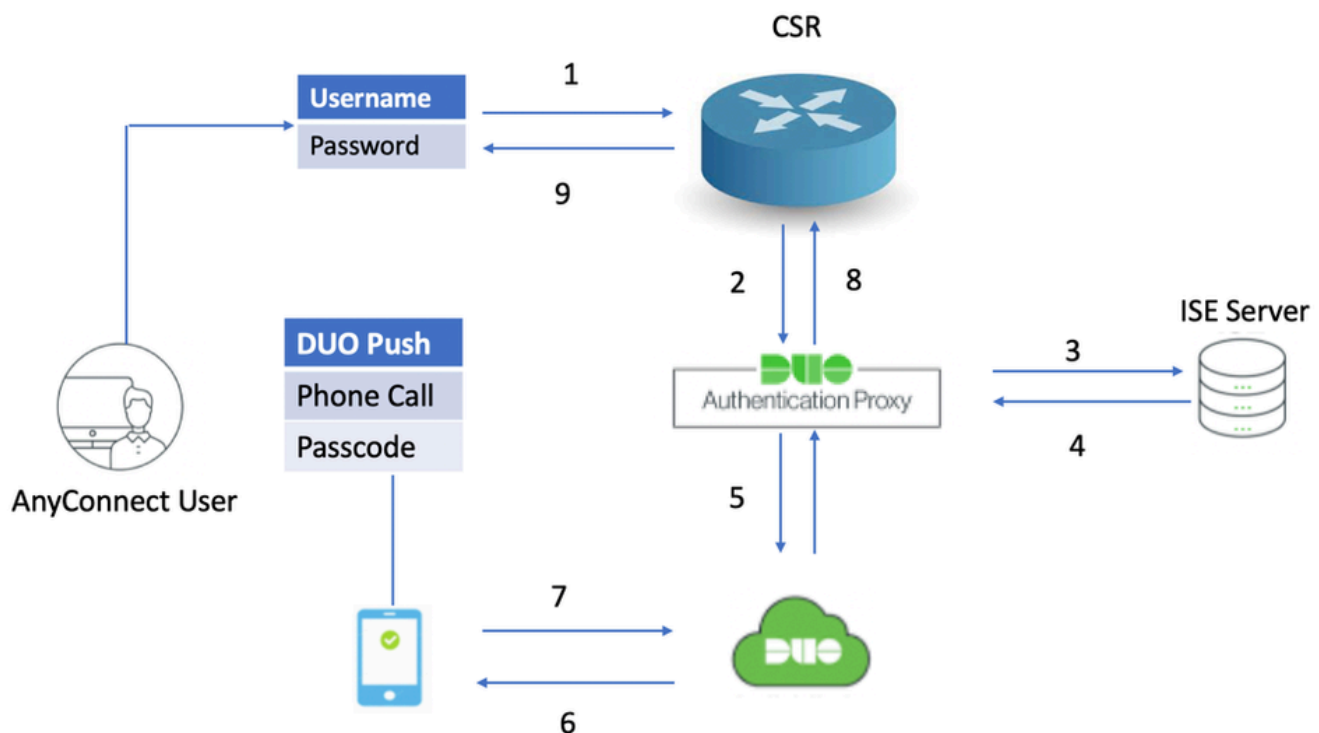 CSR
1
Username
Password
9
2
8
ISE Server
DUO Push
3
DUO
Authentication Proxy
Phone Call
4
Passcode
5
AnyConnect User
7
DUO
6